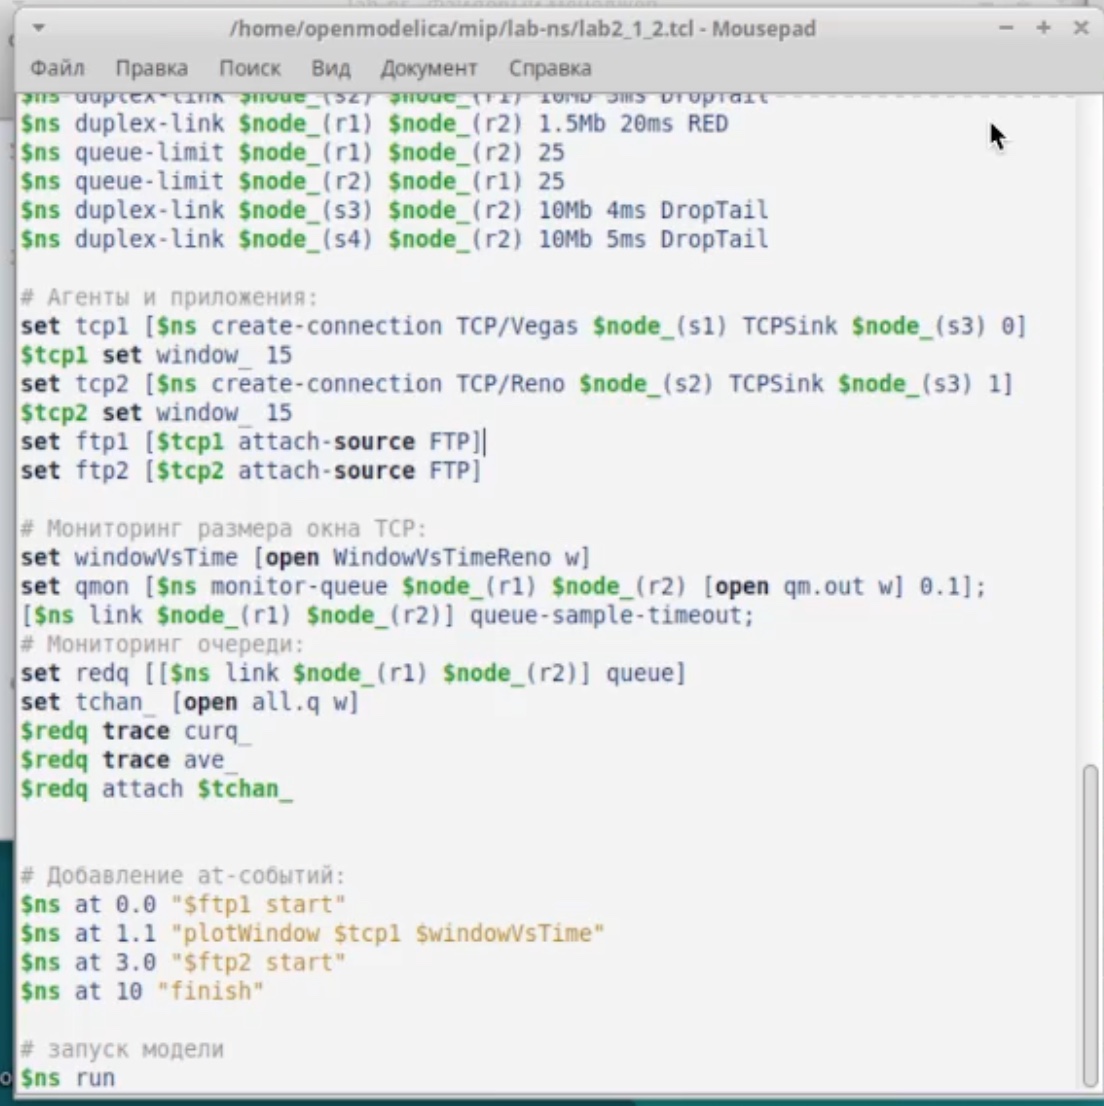 /home/openmodelica/mip/lab-ns/lab2_1_2.tcl - Mousepad
Файл Правка Поиск Вид Документ Справка
$ns duplex-link $node_(s2) $node_(r1) 10Mb 3ms DropTail
$ns duplex-link $node_(r1) $node_(r2) 1.5Mb 20ms RED
$ns queue-limit $node_(r1) $node_(r2) 25
$ns queue-limit $node_(r2) $node_(r1) 25
$ns duplex-link $node_(s3) $node_(r2) 10Mb 4ms DropTail
$ns duplex-link $node_(s4) $node_(r2) 10Mb 5ms DropTail
# Агенты и приложения:
set tcp1 [$ns create-connection TCP/Vegas $node_(s1) TCPSink $node_(s3) 0]
$tcp1 set window_ 15
set tcp2 [$ns create-connection TCP/Reno $node_(s2) TCPSink $node_(s3) 1]
$tcp2 set window_ 15
set ftp1 [$tcp1 attach-source FTP]
set ftp2 [$tcp2 attach-source FTP]
# Мониторинг размера окна TCP:
set windowVsTime [open WindowVsTimeReno w]
set qmon [$ns monitor-queue $node_(r1) $node_(r2) [open qm.out w] 0.1];
[$ns link $node_(r1) $node_(r2)] queue-sample-timeout;
# Мониторинг очереди:
set redq [[$ns link $node_(r1) $node_(r2)] queue]
set tchan_ [open all.q w]
$redq trace curq_
$redq trace ave_
$redq attach $tchan_
# Добавление at-событий:
$ns at 0.0 "$ftp1 start"
$ns at 1.1 "plotWindow $tcp1 $windowVsTime"
$ns at 3.0 "$ftp2 start"
$ns at 10 "finish"
# запуск модели
$ns run